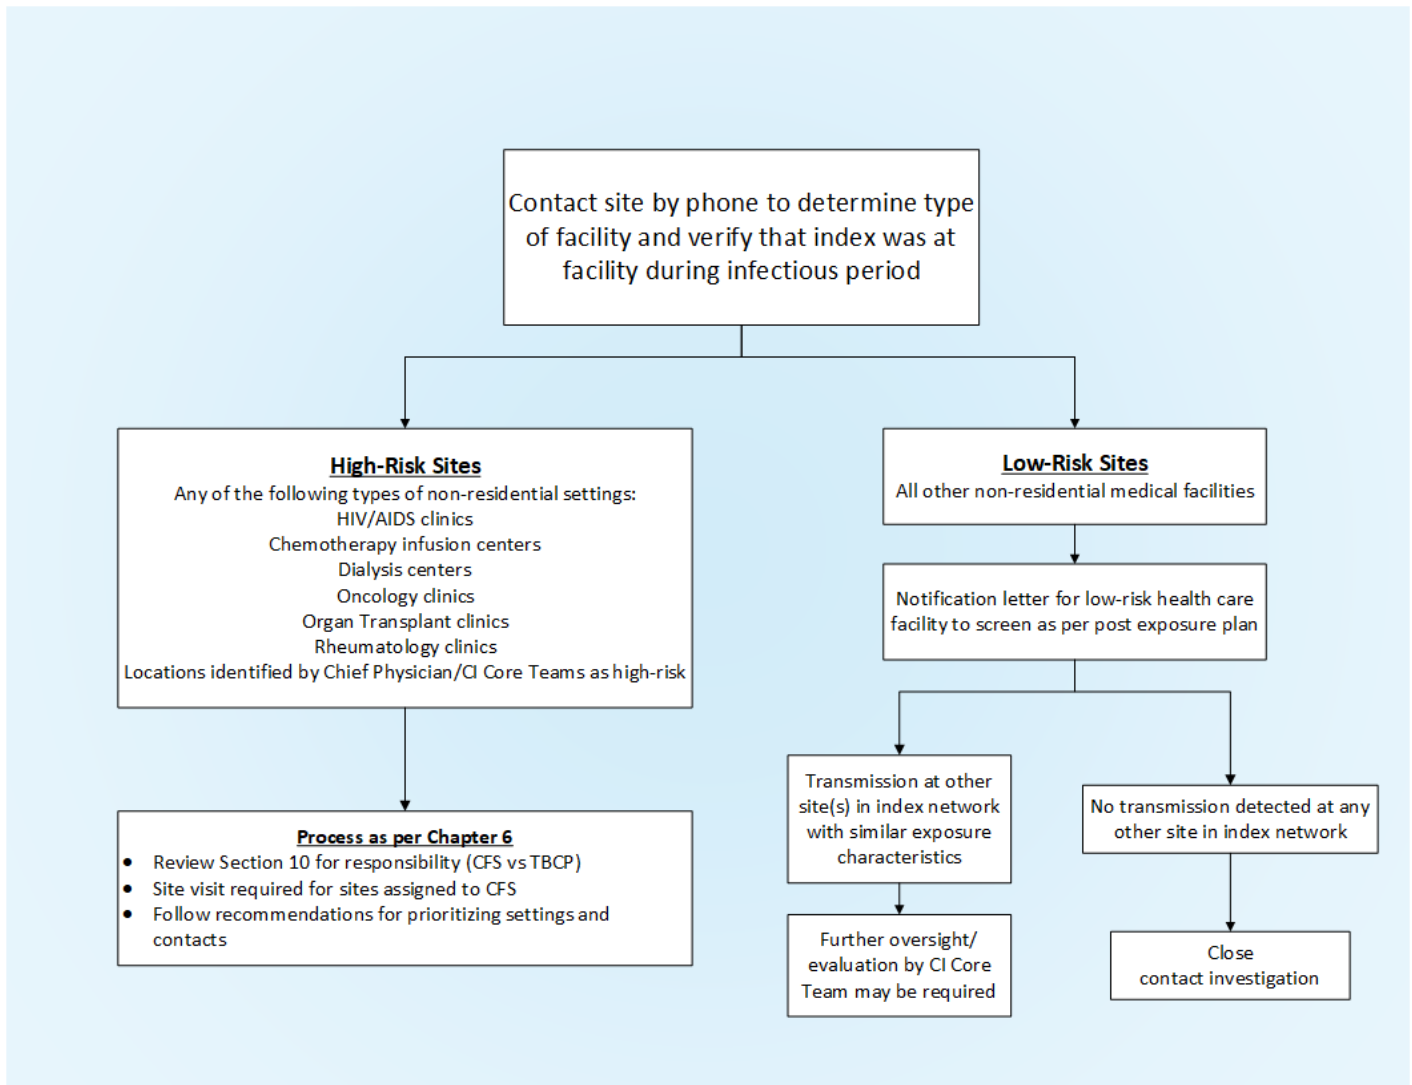 Contact site by phone to determine type
of facility and verify that index was at
facility during infectious period
High-Risk Sites
Any of the following types of non-residential settings:
HIV/AIDS clinics
Chemotherapy infusion centers
Dialysis centers
Oncology clinics
Organ Transplant clinics
Rheumatology clinics
Locations identified by Chief Physician/CI Core Teams as high-risk
Process as per Chapter 6
● Review Section 10 for responsibility (CFS vs TBCP)
● Site visit required for sites assigned to CFS
● Follow recommendations for prioritizing settings and
contacts
Low-Risk Sites
All other non-residential medical facilities
Notification letter for low-risk health care
facility to screen as per post exposure plan
Transmission at other
site(s) in index network
with similar exposure
characteristics
Further oversight/
evaluation by CI Core
Team may be required
No transmission detected at any
other site in index network
Close
contact investigation